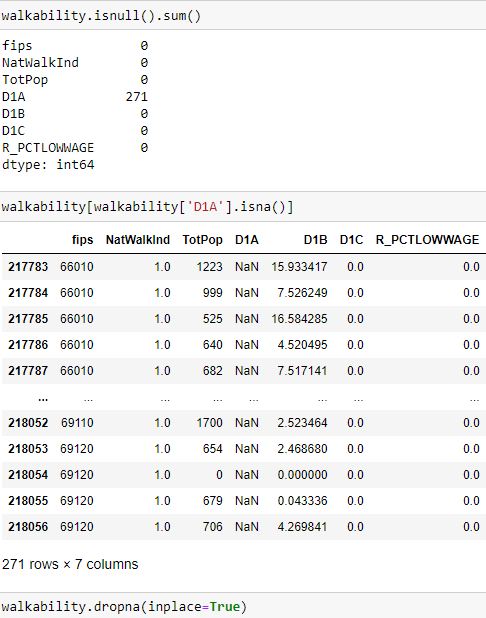 walkability.isnull().sum()
fips 0
NatWalkInd 0
TotPop 0
D1A 271
D1B 0
D1C 0
R_PCTLOWWAGE 0
dtype: int64
walkability[walkability['D1A'].isna()]
fips NatWalkInd TotPop D1A D1B D1C R_PCTLOWWAGE
217783 66010 1.0 1223 NaN 15.933417 0.0 0.0
217784 66010 1.0 999 NaN 7.526249 0.0 0.0
217785 66010 1.0 525 NaN 16.584285 0.0 0.0
217786 66010 1.0 640 NaN 4.520495 0.0 0.0
217787 66010 1.0 682 NaN 7.517141 0.0 0.0
... ... ... ... ... ... ... ...
218052 69110 1.0 1700 NaN 2.523464 0.0 0.0
218053 69120 1.0 654 NaN 2.468680 0.0 0.0
218054 69120 1.0 0 NaN 0.000000 0.0 0.0
218055 69120 1.0 679 NaN 0.043336 0.0 0.0
218056 69120 1.0 706 NaN 4.269841 0.0 0.0
271 rows × 7 columns
walkability.dropna(inplace=True)